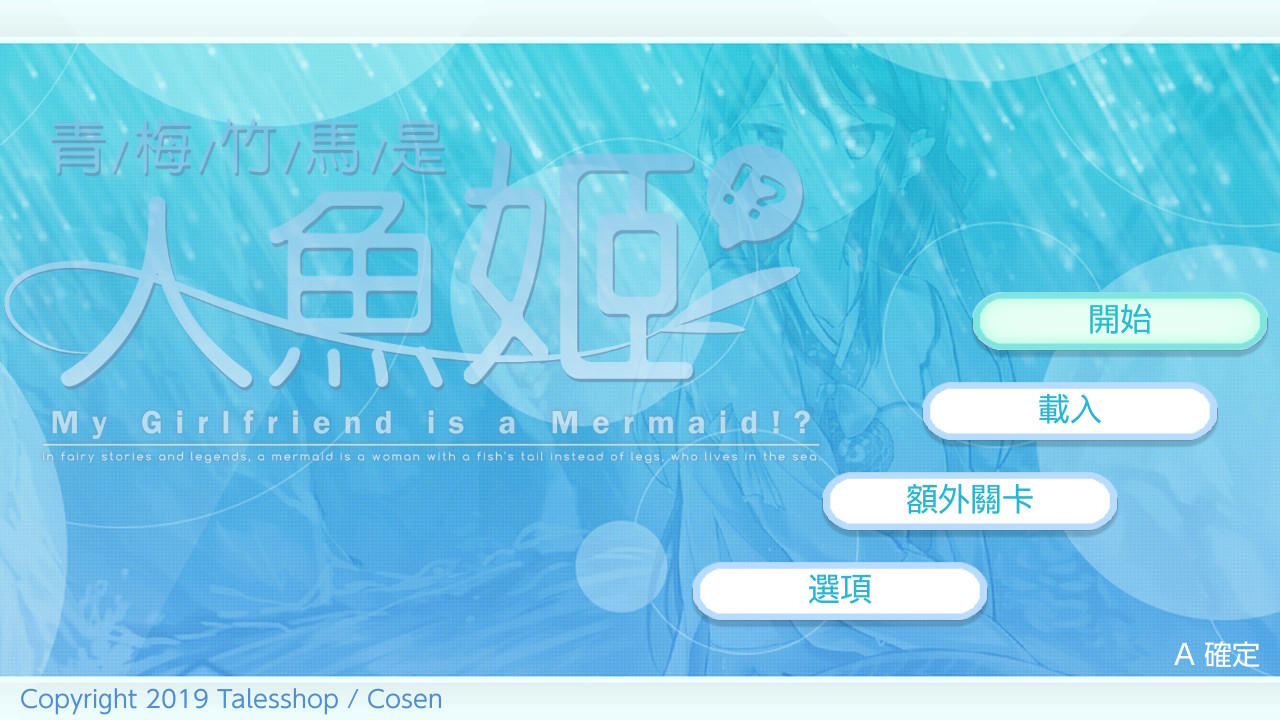 青/梅/竹/馬/是
人魚姬!?
My Girlfriend is a Mermaid!?
In fairy stories and legends, a mermaid is a woman with a fish's tail instead of legs, who lives in the sea.
開始
載入
額外關卡
選項
A 確定
Copyright 2019 Talesshop / Cosen